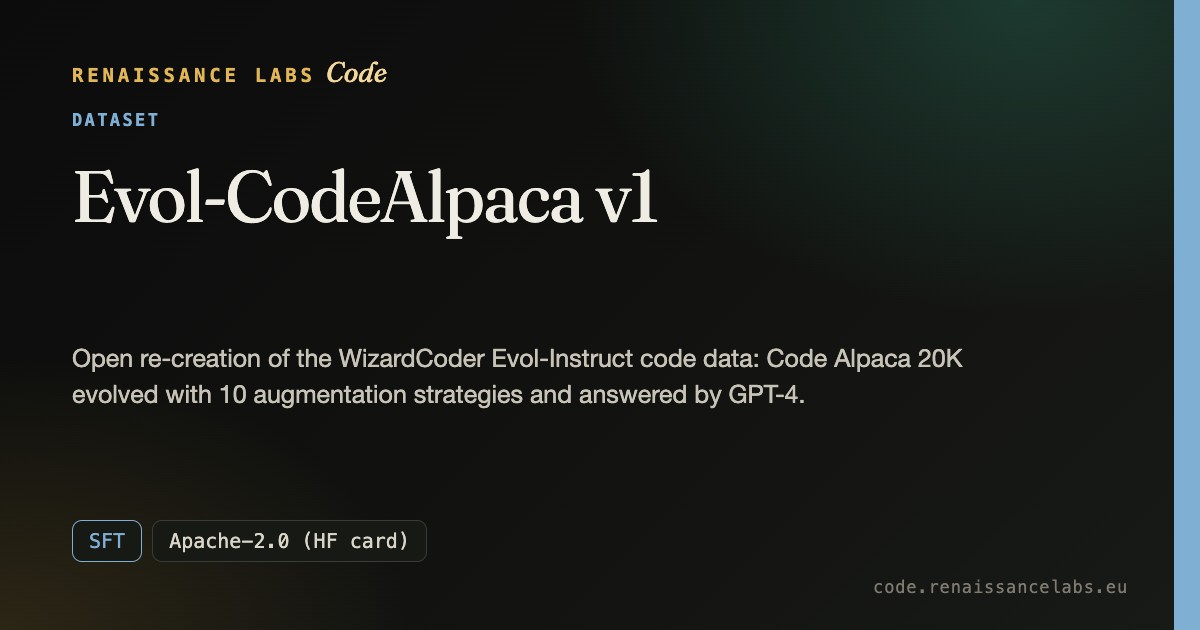 RENAISSANCE LABS Code
DATASET
Evol-CodeAlpaca v1
Open re-creation of the WizardCoder Evol-Instruct code data: Code Alpaca 20K
evolved with 10 augmentation strategies and answered by GPT-4.
SFT Apache-2.0 (HF card)
code.renaissancelabs.eu